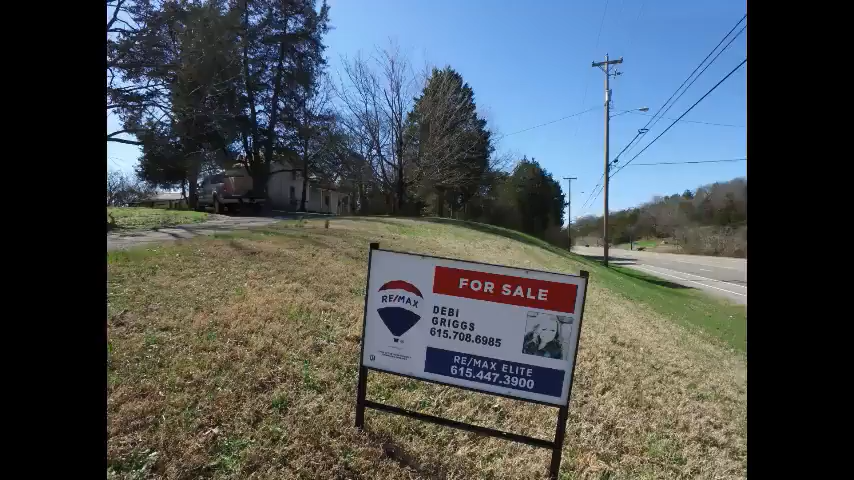 FOR SALE
RE/MAX
DEBI
GRIGGS
615.708.6985
RE/MAX ELITE
615.447.3900